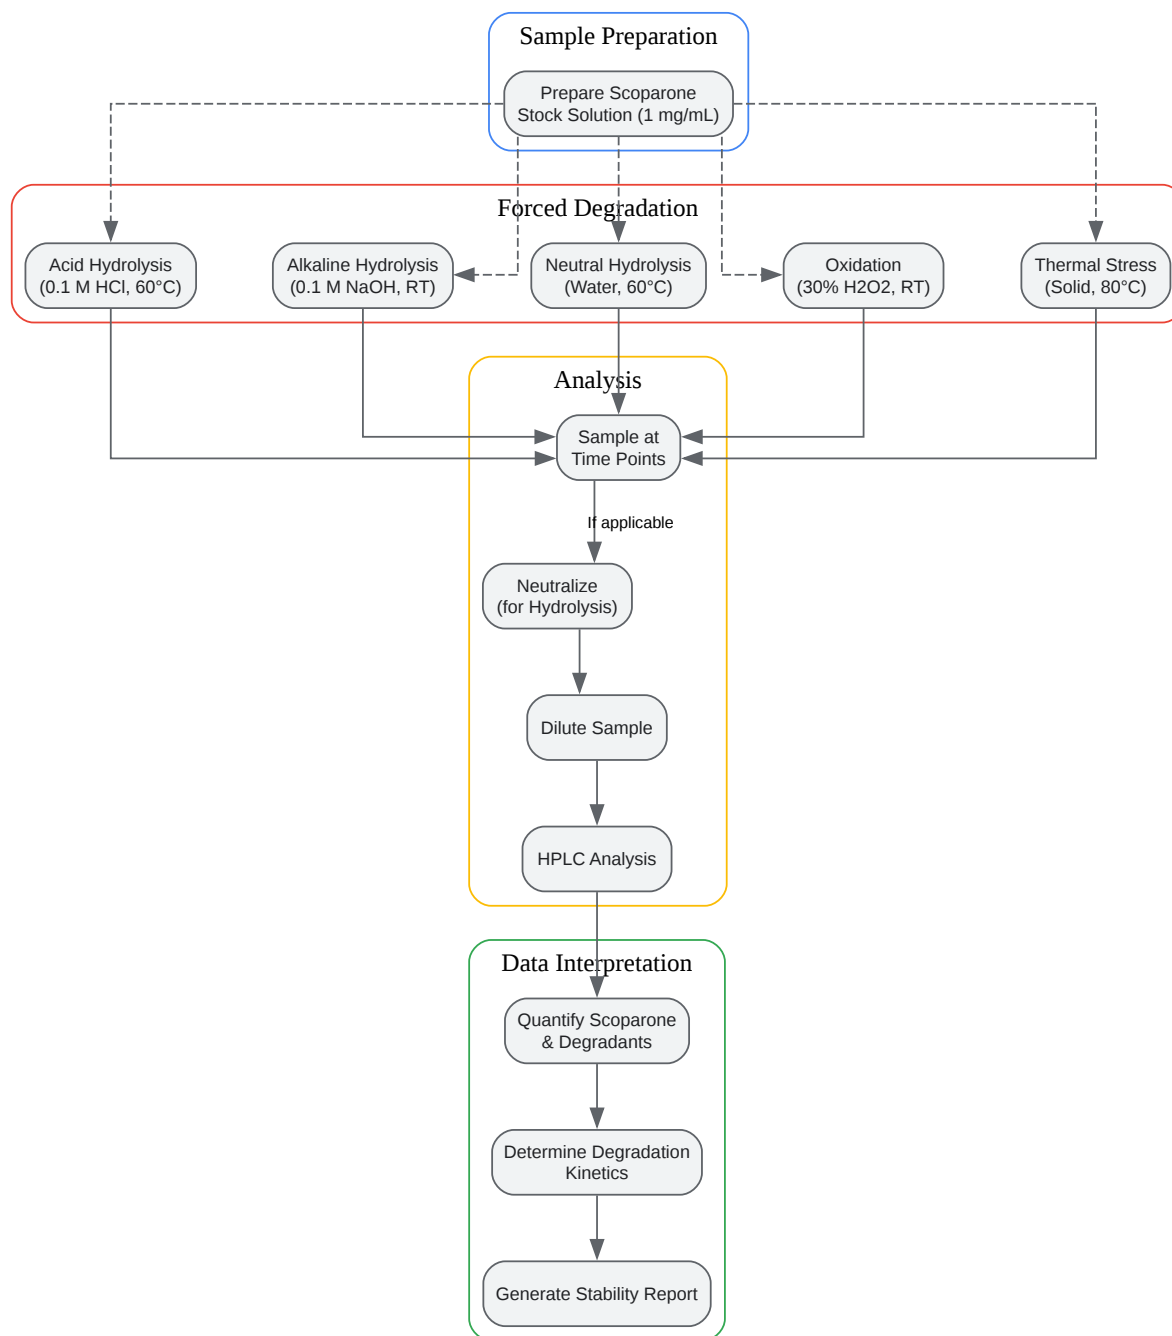 Sample Preparation
Prepare Scoparone
Stock Solution (1 mg/mL)
Forced Degradation
Acid Hydrolysis
(0.1 M HCl, 60°C)
Alkaline Hydrolysis
(0.1 M NaOH, RT)
Neutral Hydrolysis
(Water, 60°C)
Oxidation
(30% H2O2, RT)
Thermal Stress
(Solid, 80°C)
Analysis
Sample at
Time Points
If applicable
Neutralize
(for Hydrolysis)
Dilute Sample
HPLC Analysis
Data Interpretation
Quantify Scoparone
& Degradants
Determine Degradation
Kinetics
Generate Stability Report